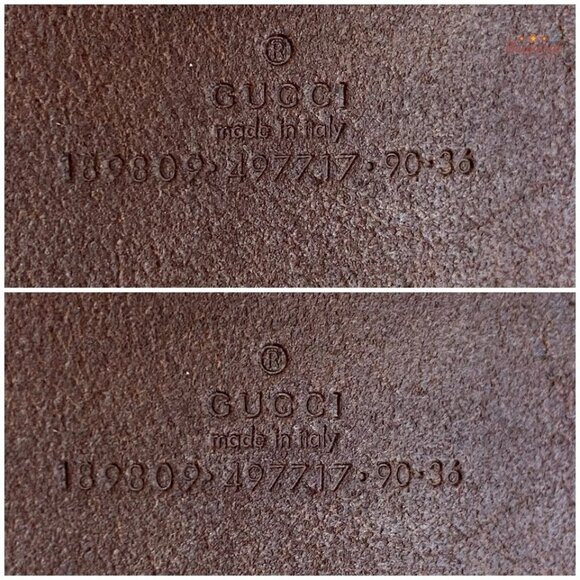 ®
GUCCI
made in italy
189809 · 497717 · 90 · 36
®
GUCCI
made in italy
189809 · 497717 · 90 · 36